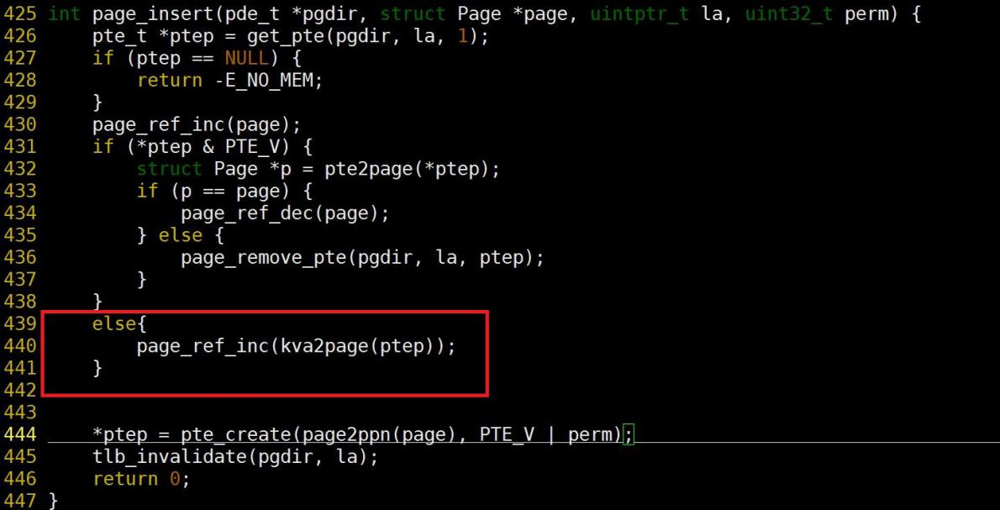 425 int page_insert(pde_t *pgdir, struct Page *page, uintptr_t la, uint32_t perm) {
426     pte_t *ptep = get_pte(pgdir, la, 1);
427     if (ptep == NULL) {
428         return -E_NO_MEM;
429     }
430     page_ref_inc(page);
431     if (*ptep & PTE_V) {
432         struct Page *p = pte2page(*ptep);
433         if (p == page) {
434             page_ref_dec(page);
435         } else {
436             page_remove_pte(pgdir, la, ptep);
437         }
438     }
439     else{
440         page_ref_inc(kva2page(ptep));
441     }
442
443
444     *ptep = pte_create(page2ppn(page), PTE_V | perm);
445     tlb_invalidate(pgdir, la);
446     return 0;
447 }